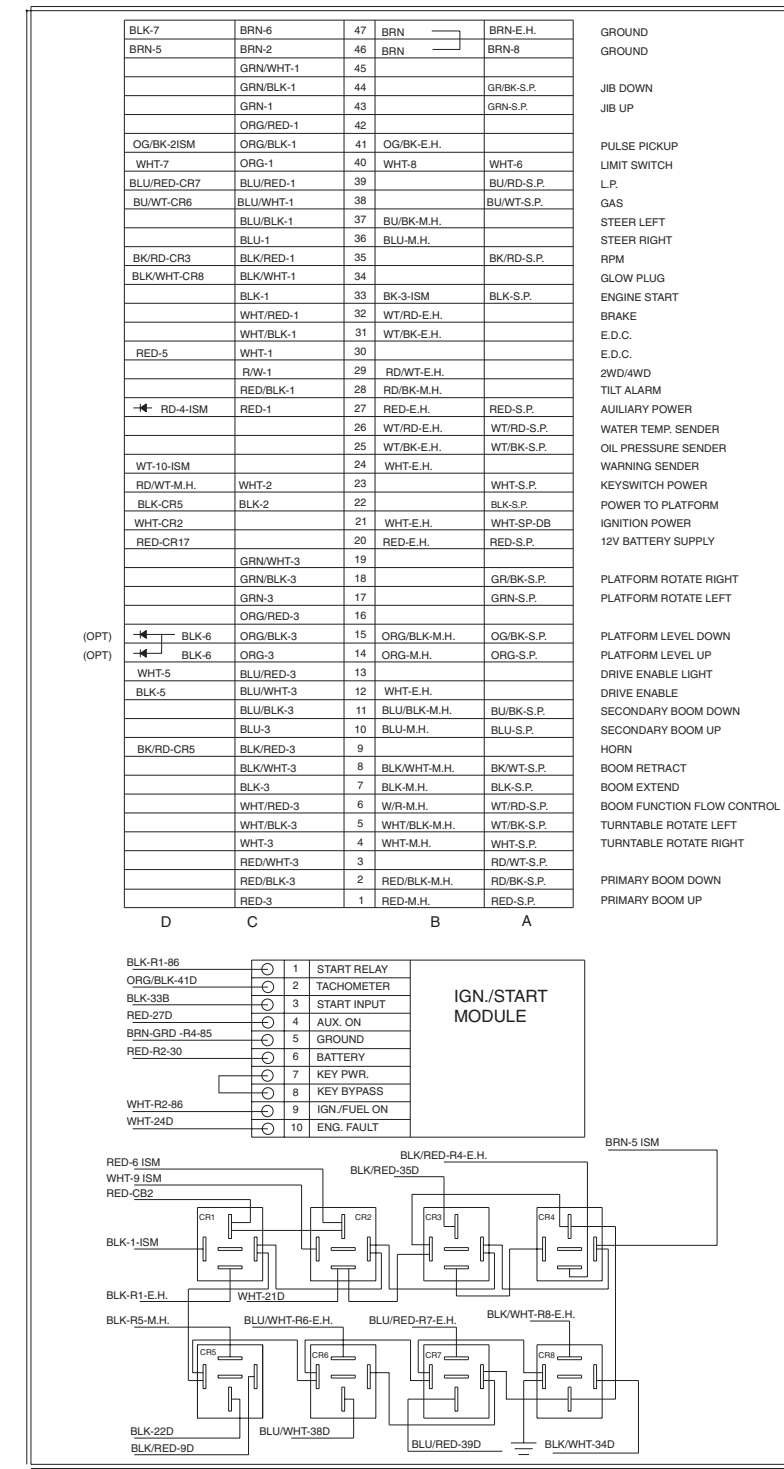 BLK-7 BRN-6 47 BRN BRN-E.H. GROUND
BRN-5 BRN-2 46 BRN BRN-8 GROUND
GRN/WHT-1 45
GRN/BLK-1 44 GR/BK-S.P. JIB DOWN
GRN-1 43 GRN-S.P. JIB UP
ORG/RED-1 42
OG/BK-2ISM ORG/BLK-1 41 OG/BK-E.H. PULSE PICKUP
WHT-7 ORG-1 40 WHT-8 WHT-6 LIMIT SWITCH
BLU/RED-CR7 BLU/RED-1 39 BU/RD-S.P. L.P.
BU/WT-CR6 BLU/WHT-1 38 BU/WT-S.P. GAS
BLU/BLK-1 37 BU/BK-M.H. STEER LEFT
BLU-1 36 BLU-M.H. STEER RIGHT
BK/RD-CR3 BLK/RED-1 35 BK/RD-S.P. RPM
BLK/WHT-CR8 BLK/WHT-1 34 GLOW PLUG
BLK-1 33 BK-3-ISM BLK-S.P. ENGINE START
WHT/RED-1 32 WT/RD-E.H. BRAKE
WHT/BLK-1 31 WT/BK-E.H. E.D.C.
RED-5 WHT-1 30 E.D.C.
R/W-1 29 RD/WT-E.H. 2WD/4WD
RED/BLK-1 28 RD/BK-M.H. TILT ALARM
RD-4-ISM RED-1 27 RED-E.H. RED-S.P. AUILIARY POWER
26 WT/RD-E.H. WT/RD-S.P. WATER TEMP. SENDER
25 WT/BK-E.H. WT/BK-S.P. OIL PRESSURE SENDER
WT-10-ISM 24 WHT-E.H. WARNING SENDER
RD/WT-M.H. WHT-2 23 WHT-S.P. KEYSWITCH POWER
BLK-CR5 BLK-2 22 BLK-S.P. POWER TO PLATFORM
WHT-CR2 21 WHT-E.H. WHT-SP-DB IGNITION POWER
RED-CR17 20 RED-E.H. RED-S.P. 12V BATTERY SUPPLY
GRN/WHT-3 19
GRN/BLK-3 18 GR/BK-S.P. PLATFORM ROTATE RIGHT
GRN-3 17 GRN-S.P. PLATFORM ROTATE LEFT
ORG/RED-3 16
(OPT) BLK-6 ORG/BLK-3 15 ORG/BLK-M.H. OG/BK-S.P. PLATFORM LEVEL DOWN
(OPT) BLK-6 ORG-3 14 ORG-M.H. ORG-S.P. PLATFORM LEVEL UP
WHT-5 BLU/RED-3 13 DRIVE ENABLE LIGHT
BLK-5 BLU/WHT-3 12 WHT-E.H. DRIVE ENABLE
BLU/BLK-3 11 BLU/BLK-M.H. BU/BK-S.P. SECONDARY BOOM DOWN
BLU-3 10 BLU-M.H. BLU-S.P. SECONDARY BOOM UP
BK/RD-CR5 BLK/RED-3 9 HORN
BLK/WHT-3 8 BLK/WHT-M.H. BK/WT-S.P. BOOM RETRACT
BLK-3 7 BLK-M.H. BLK-S.P. BOOM EXTEND
WHT/RED-3 6 W/R-M.H. WT/RD-S.P. BOOM FUNCTION FLOW CONTROL
WHT/BLK-3 5 WHT/BLK-M.H. WT/BK-S.P. TURNTABLE ROTATE LEFT
WHT-3 4 WHT-M.H. WHT-S.P. TURNTABLE ROTATE RIGHT
RED/WHT-3 3 RD/WT-S.P.
RED/BLK-3 2 RED/BLK-M.H. RD/BK-S.P. PRIMARY BOOM DOWN
RED-3 1 RED-M.H. RED-S.P. PRIMARY BOOM UP
D C B A
BLK-R1-86 1 START RELAY
ORG/BLK-41D 2 TACHOMETER
BLK-33B 3 START INPUT
RED-27D 4 AUX. ON
BRN-GRD -R4-85 5 GROUND
RED-R2-30 6 BATTERY
7 KEY PWR.
8 KEY BYPASS
WHT-R2-86 9 IGN./FUEL ON
WHT-24D 10 ENG. FAULT
IGN./START
MODULE
BRN-5 ISM
BLK/RED-R4-E.H.
RED-6 ISM
BLK/RED-35D
WHT-9 ISM
RED-CB2
CR1 CR2 CR3 CR4
BLK-1-ISM
BLK-R1-E.H. WHT-21D
BLK-R5-M.H. BLU/WHT-R6-E.H. BLU/RED-R7-E.H. BLK/WHT-R8-E.H.
CR5 CR6 CR7 CR8
BLK-22D BLU/WHT-38D
BLK/RED-9D BLU/RED-39D BLK/WHT-34D